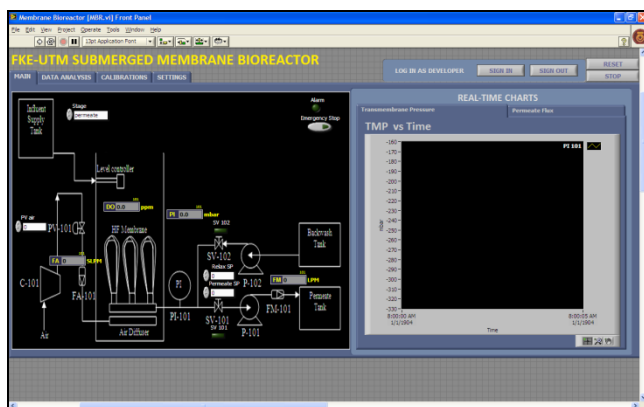 Membrane Bioreactor [MBR.vi] Front Panel
File Edit View Project Operate Tools Window Help
13pt Application Font
FKE-UTM SUBMERGED MEMBRANE BIOREACTOR
LOG IN AS DEVELOPER
SIGN IN
SIGN OUT
RESET
STOP
MAIN
DATA ANALYSIS
CALIBRATIONS
SETTINGS
Influent
Supply
Tank
Stage
permeate
Alarm
Emergency Stop
Level controller
DO 0.0 ppm
PI 0.0 mbar
PV air
PV-101
HF Membrane
SV 102
SV-102
P-102
Backwash
Tank
FA 0 SLPM
FA-101
C-101
Air
Air Diffuser
PI
PI-101
Relax SP
Permeate SP
SV-101
SV 101
P-101
FM 0 LPM
FM-101
Permeate
Tank
REAL-TIME CHARTS
Transmembrane Pressure
Permeate Flux
TMP vs Time
PI 101
-160
-170
-180
-190
-200
-210
-220
-230
-240
-250
-260
-270
-280
-290
-300
-310
-320
-330
mbar
8:00:00 AM
1/1/1904
8:00:05 AM
1/1/1904
Time